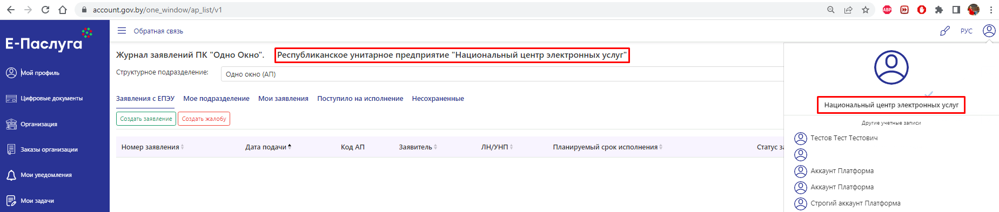 account.gov.by/one_window/ap_list/v1
ABP
Е-Паслуга
Обратная связь
РУС
Мой профиль
Цифровые документы
Организация
Заказы организации
Мои уведомления
Мои задачи
Журнал заявлений ПК "Одно Окно". Республиканское унитарное предприятие "Национальный центр электронных услуг"
Структурное подразделение: Одно окно (АП)
Заявления с ЕПЭУ Мое подразделение Мои заявления Поступило на исполнение Несохраненные
Создать заявление Создать жалобу
Номер заявления Дата подачи Код АП Заявитель ЛН/УНП Планируемый срок исполнения Статус за
Национальный центр электронных услуг
Другие учетные записи
Тестов Тест Тестович
Аккаунт Платформа
Аккаунт Платформа
Строгий аккаунт Платформа